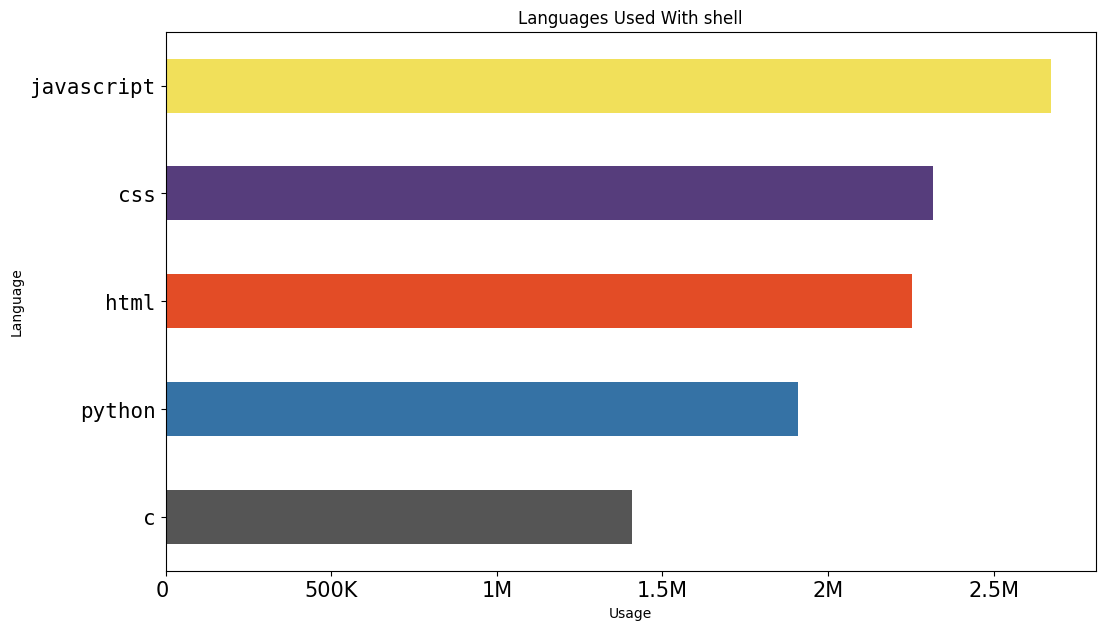 Languages Used With shell
javascript
css
html
python
c
Language
0 500K 1M 1.5M 2M 2.5M
Usage